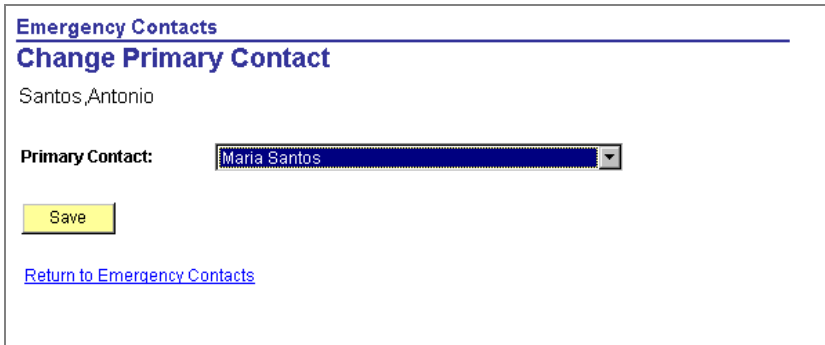 Emergency Contacts
Change Primary Contact
Santos,Antonio
Primary Contact: Maria Santos
Save
Return to Emergency Contacts